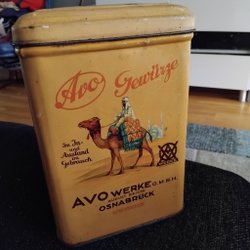 Avo Gewürze
Im In-
und
Ausland
im
Gebrauch
AVO WERKE G.M.B.H.
OSNABRÜCK